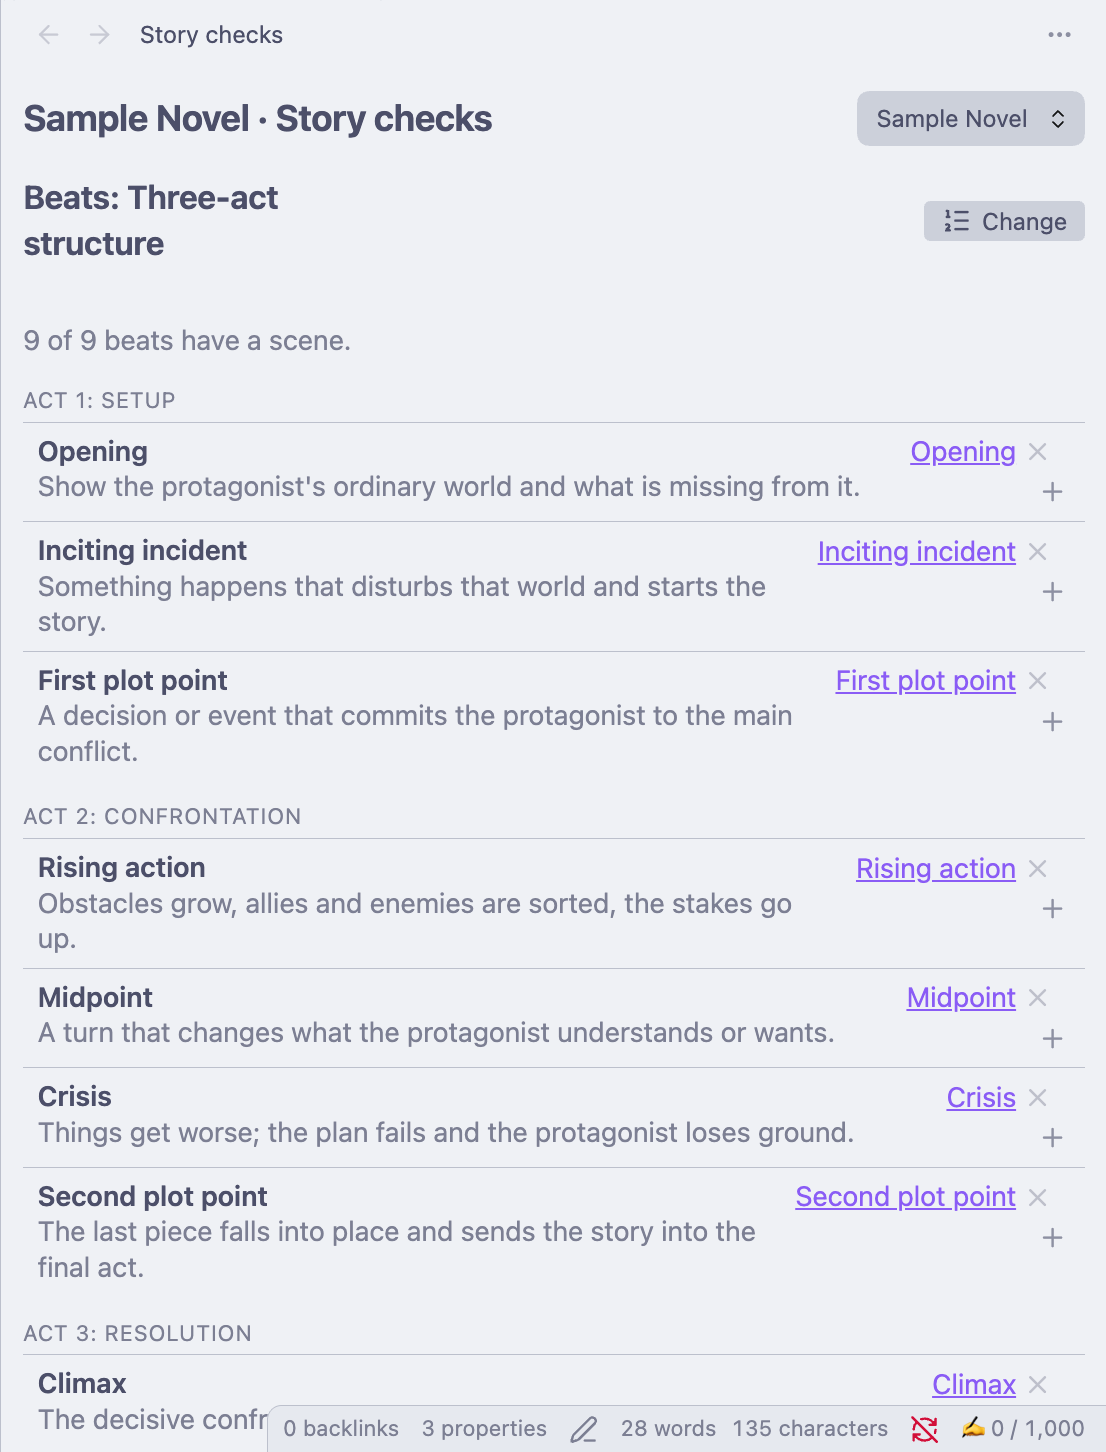 Story checks
Sample Novel · Story checks
Sample Novel
Beats: Three-act
structure
Change
9 of 9 beats have a scene.
ACT 1: SETUP
Opening
Opening
Show the protagonist's ordinary world and what is missing from it.
Inciting incident
Inciting incident
Something happens that disturbs that world and starts the
story.
First plot point
First plot point
A decision or event that commits the protagonist to the main
conflict.
ACT 2: CONFRONTATION
Rising action
Rising action
Obstacles grow, allies and enemies are sorted, the stakes go
up.
Midpoint
Midpoint
A turn that changes what the protagonist understands or wants.
Crisis
Crisis
Things get worse; the plan fails and the protagonist loses ground.
Second plot point
Second plot point
The last piece falls into place and sends the story into the
final act.
ACT 3: RESOLUTION
Climax
Climax
The decisive
0 backlinks 3 properties 28 words 135 characters 0 / 1,000